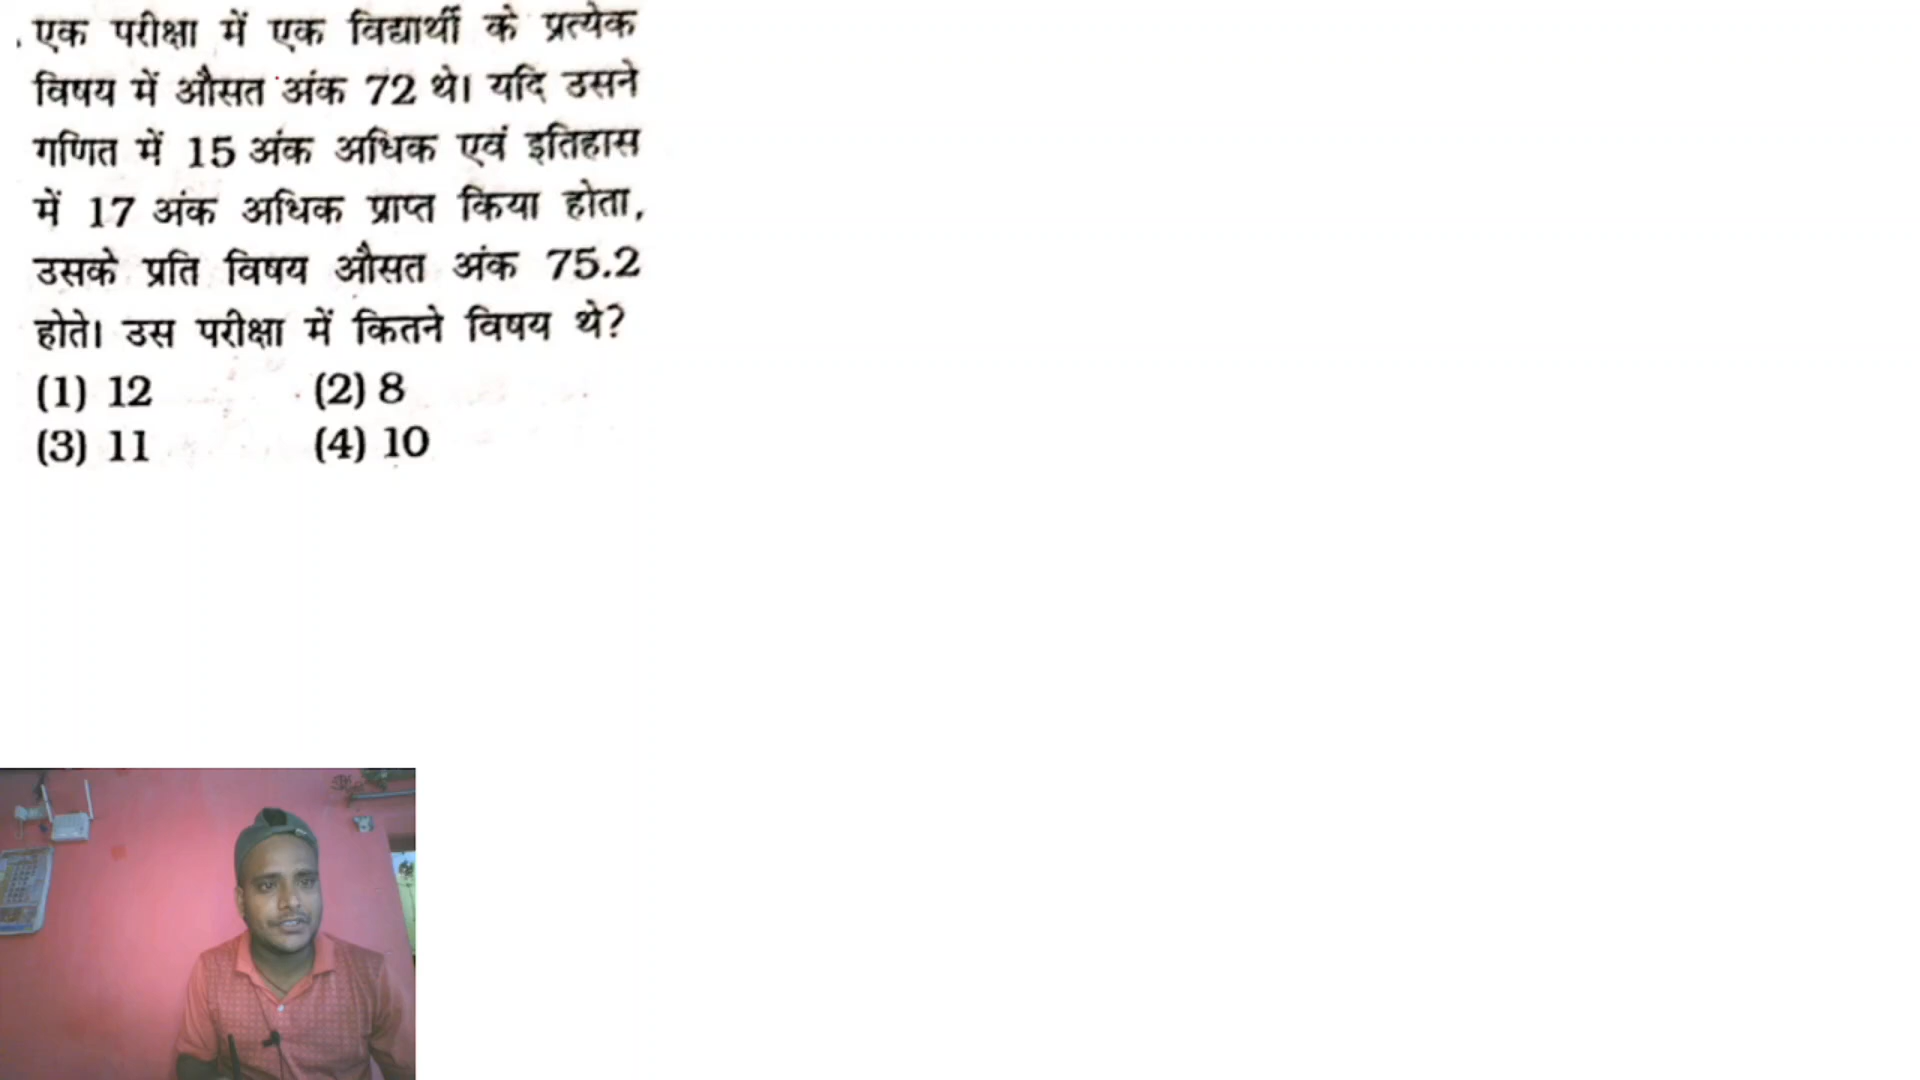 एक परीक्षा में एक विद्यार्थी के प्रत्येक
विषय में औसत अंक 72 थे। यदि उसने
गणित में 15 अंक अधिक एवं इतिहास
में 17 अंक अधिक प्राप्त किया होता,
उसके प्रति विषय औसत अंक 75.2
होते। उस परीक्षा में कितने विषय थे?
(1) 12 (2) 8
(3) 11 (4) 10